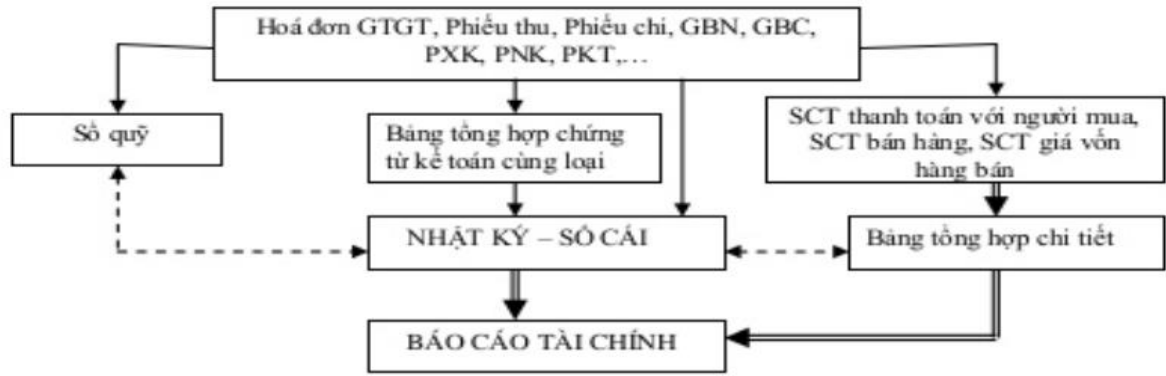 Hoá đơn GTGT, Phiếu thu, Phiếu chi, GBN, GBC,
PXK, PNK, PKT,...
Sổ quỹ
Bảng tổng hợp chứng
từ kế toán cùng loại
SCT thanh toán với người mua,
SCT bán hàng, SCT giá vốn
hàng bán
NHẬT KÝ – SỔ CÁI
Bảng tổng hợp chi tiết
BÁO CÁO TÀI CHÍNH